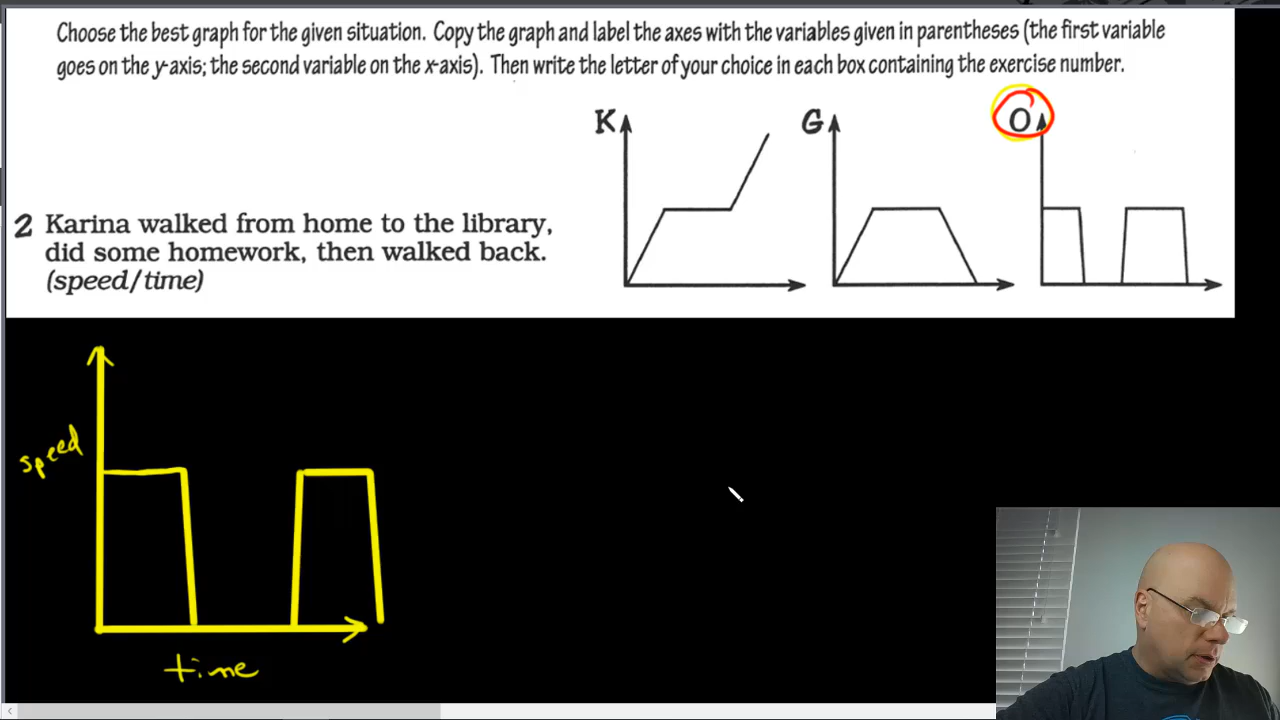 Choose the best graph for the given situation. Copy the graph and label the axes with the variables given in parentheses (the first variable
goes on the y-axis; the second variable on the x-axis). Then write the letter of your choice in each box containing the exercise number.
K G O
2 Karina walked from home to the library,
did some homework, then walked back.
(speed/time)
speed
time